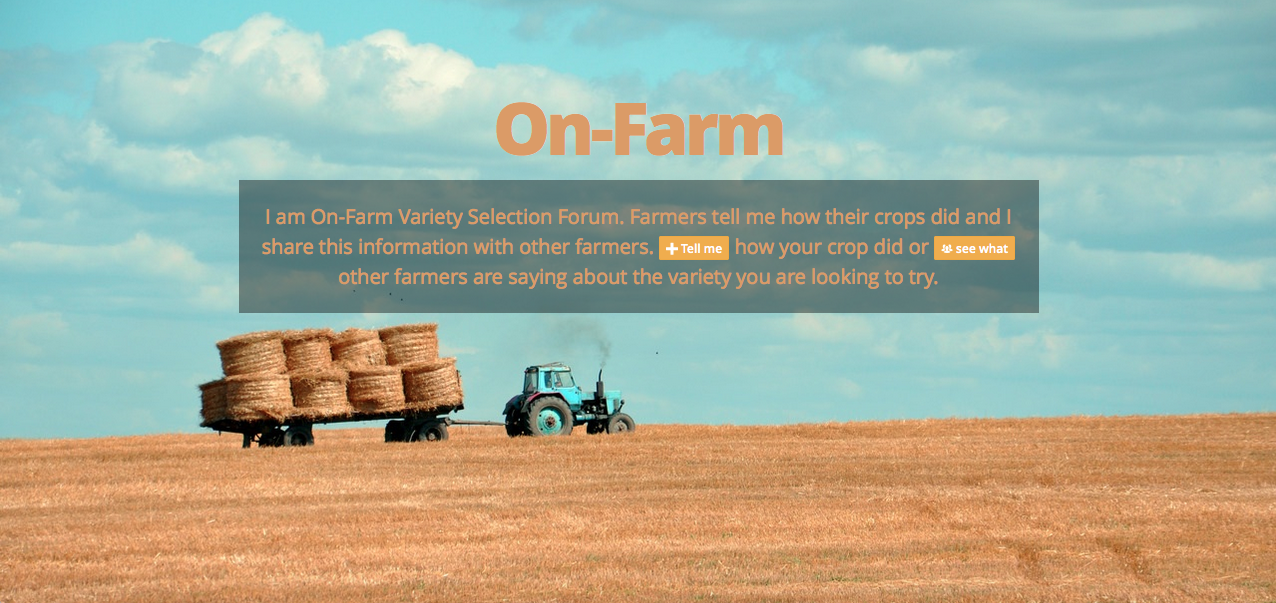 On-Farm
I am On-Farm Variety Selection Forum. Farmers tell me how their crops did and I
share this information with other farmers. Tell me how your crop did or see what
other farmers are saying about the variety you are looking to try.